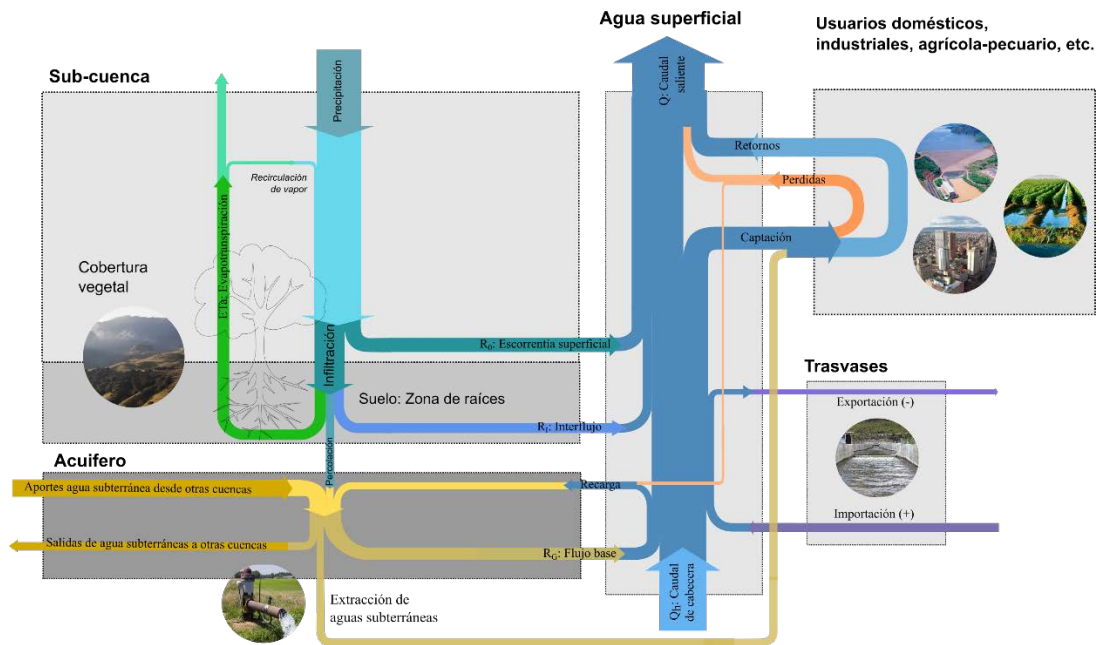 Agua superficial
Usuarios domésticos,
industriales, agrícola-pecuario, etc.
Sub-cuenca
Precipitación
Q: Caudal
saliente
Retornos
Recirculación
de vapor
Perdidas
ETa: Evapotranspiración
Captación
Cobertura
vegetal
Infiltración
R₀: Escorrentía superficial
Trasvases
Suelo: Zona de raíces
Exportación (-)
R₁: Interflujo
Percolación
Acuifero
Aportes agua subterránea desde otras cuencas
Recarga
Importación (+)
Salidas de agua subterráncas a otras cuencas
R_G: Flujo base
Qh: Caudal
de cabecera
Extracción de
aguas subterráneas